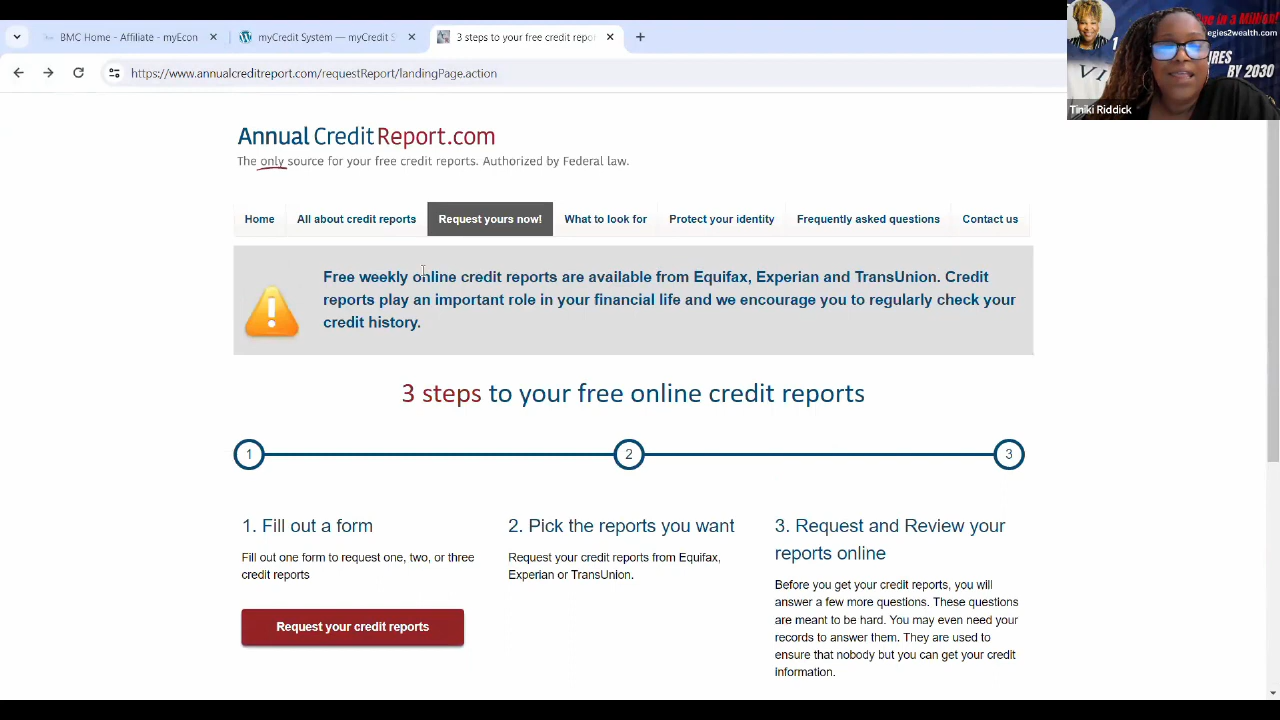 BMC Home - Affiliate - myEcon
myCredit System — myCredit S
3 steps to your free credit repor
https://www.annualcreditreport.com/requestReport/landingPage.action
in a Million!
egies2wealth.com
BY 2030
Tiniki Riddick
Annual CreditReport.com
The only source for your free credit reports. Authorized by Federal law.
Home
All about credit reports
Request yours now!
What to look for
Protect your identity
Frequently asked questions
Contact us
Free weekly online credit reports are available from Equifax, Experian and TransUnion. Credit
reports play an important role in your financial life and we encourage you to regularly check your
credit history.
3 steps to your free online credit reports
1
2
3
1. Fill out a form
Fill out one form to request one, two, or three
credit reports
Request your credit reports
2. Pick the reports you want
Request your credit reports from Equifax,
Experian or TransUnion.
3. Request and Review your
reports online
Before you get your credit reports, you will
answer a few more questions. These questions
are meant to be hard. You may even need your
records to answer them. They are used to
ensure that nobody but you can get your credit
information.